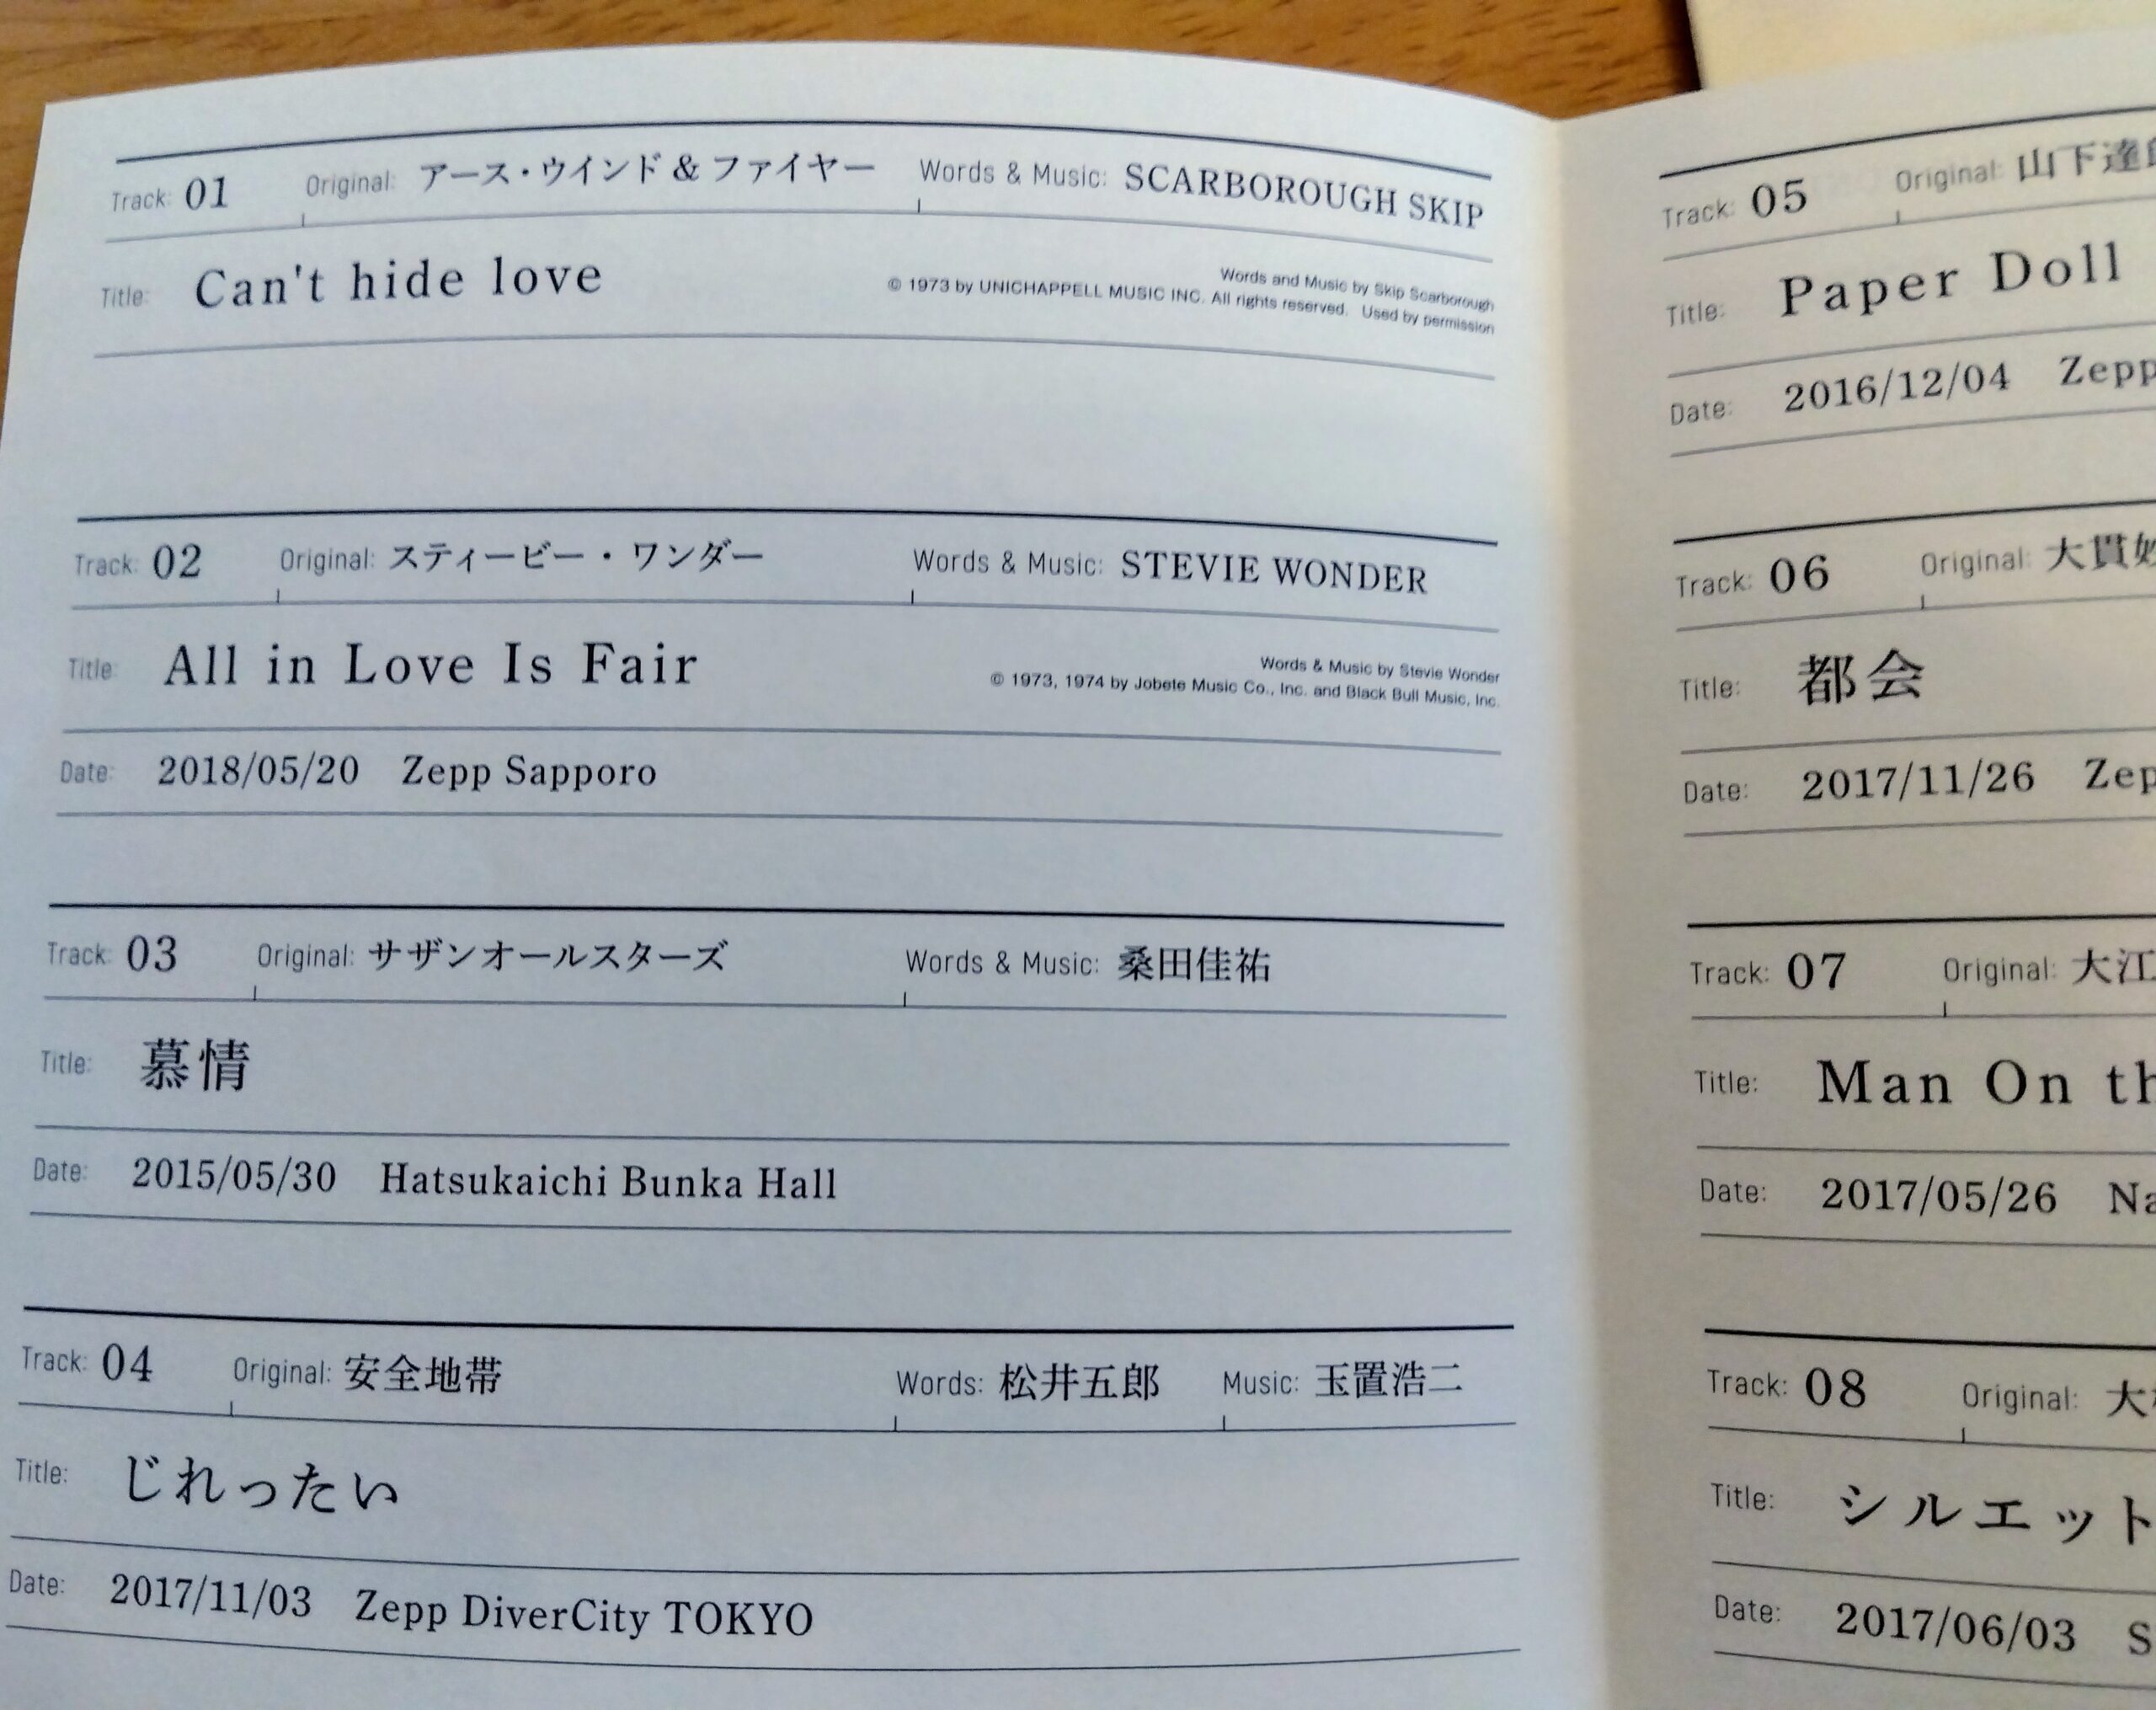 Track: 01 Original: アース・ウインド & ファイヤー Words & Music: SCARBOROUGH SKIP
Title: Can't hide love
Words and Music by Skip Scarborough
© 1973 by UNICHAPPELL MUSIC INC. All rights reserved. Used by permission
Track: 02 Original: スティービー・ワンダー Words & Music: STEVIE WONDER
Title: All in Love Is Fair
Words & Music by Stevie Wonder
© 1973, 1974 by Jobete Music Co., Inc. and Black Bull Music, Inc.
Date: 2018/05/20 Zepp Sapporo
Track: 03 Original: サザンオールスターズ Words & Music: 桑田佳祐
Title: 慕情
Date: 2015/05/30 Hatsukaichi Bunka Hall
Track: 04 Original: 安全地帯 Words: 松井五郎 Music: 玉置浩二
Title: じれったい
Date: 2017/11/03 Zepp DiverCity TOKYO
Track: 05 Original: 山下達
Title: Paper Doll
Date: 2016/12/04 Zepp
Track: 06 Original: 大貫
Title: 都会
Date: 2017/11/26 Zep
Track: 07 Original: 大江
Title: Man On th
Date: 2017/05/26 Na
Track: 08 Original: 大
Title: シルエット
Date: 2017/06/03 S